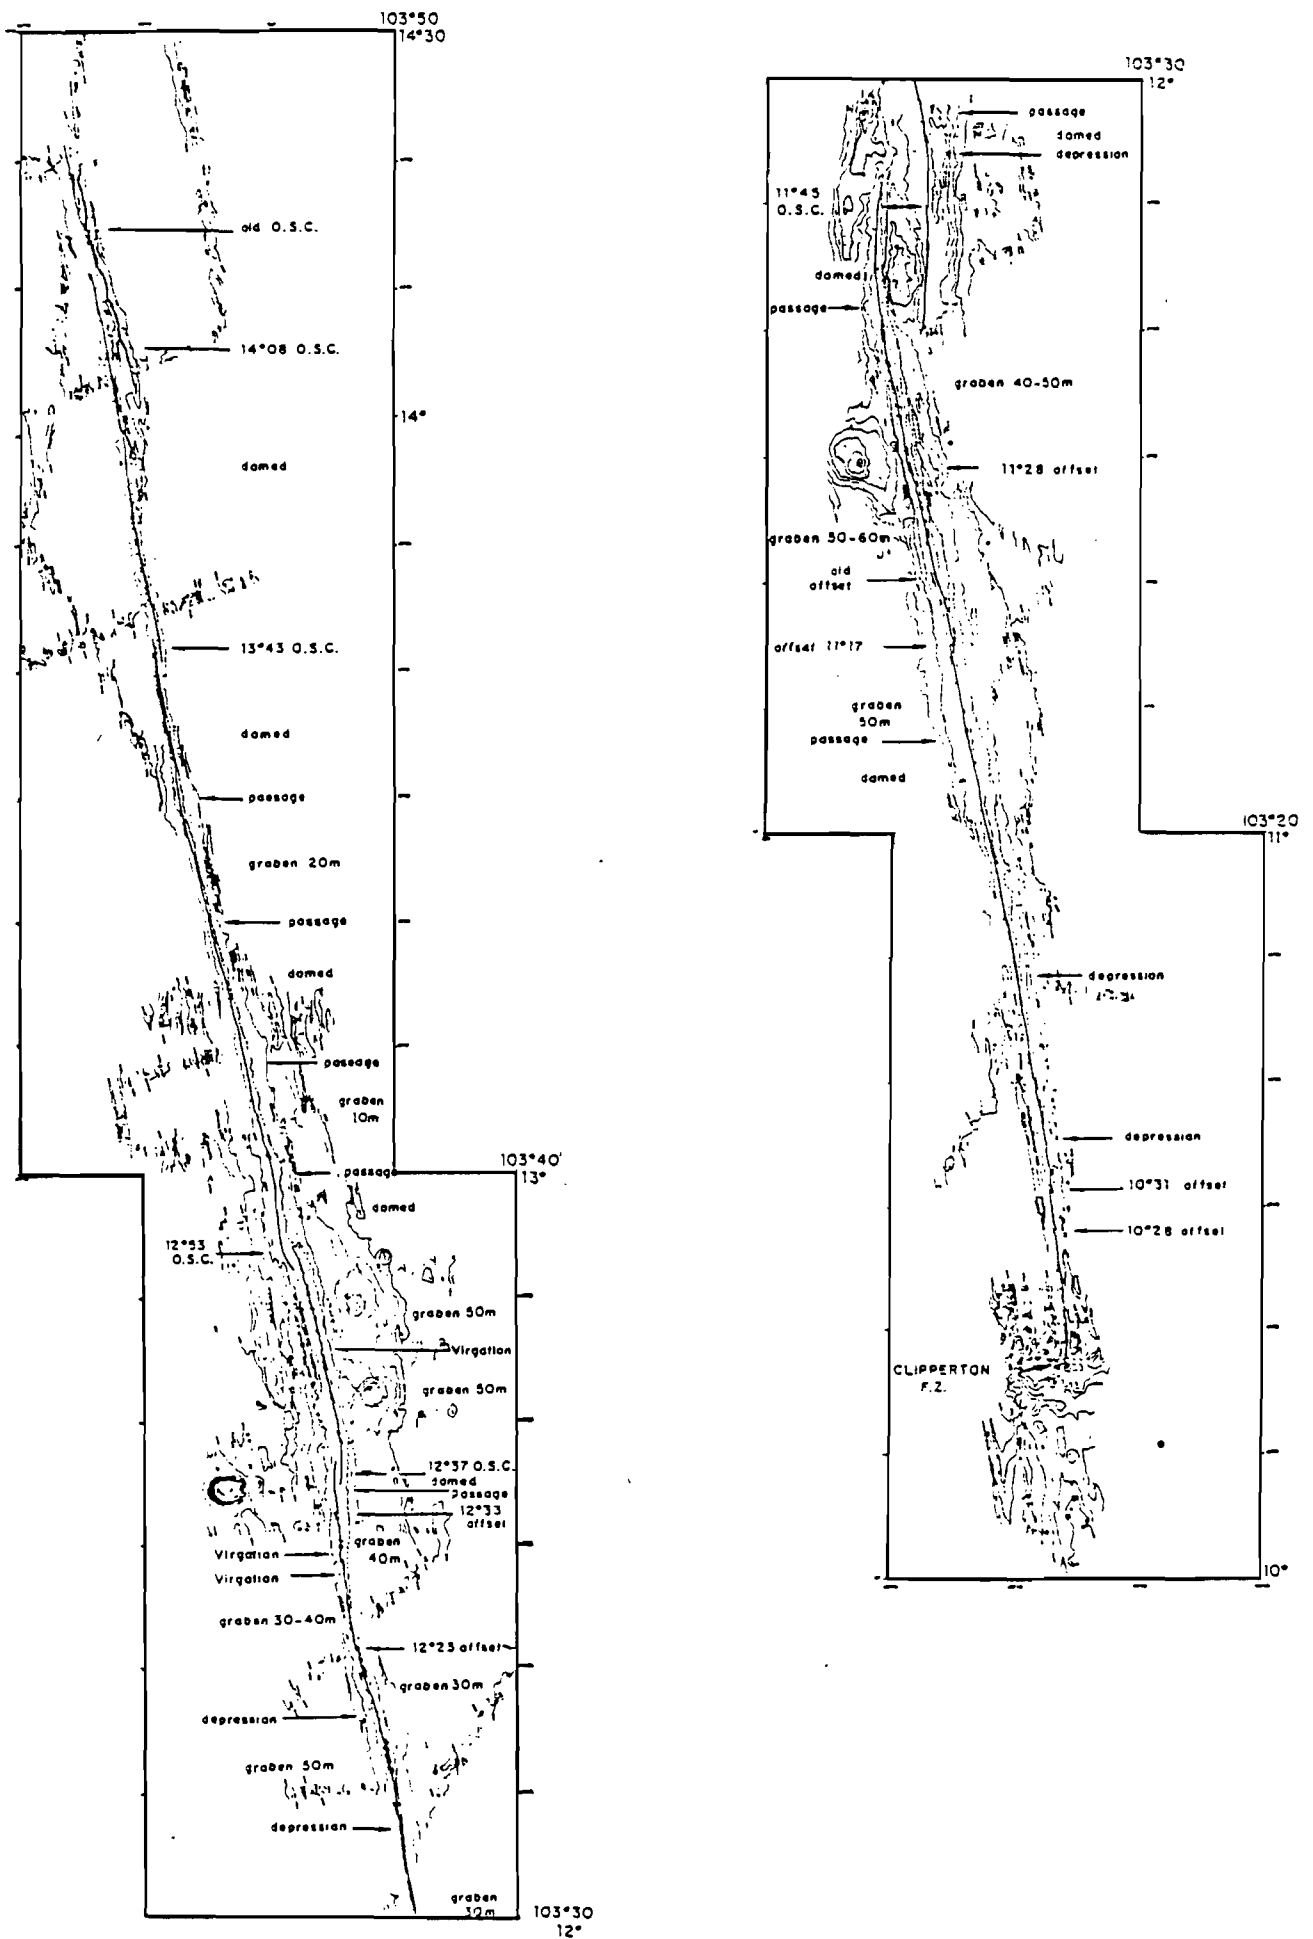 103°50
14°30
old O.S.C.
14°08 O.S.C.
14°
domed
13°43 O.S.C.
domed
passage
graben 20m
passage
domed
passage
graben
10m
passage
103°40'
13°
domed
12°53
O.S.C.
graben 50m
Virgation
graben 50m
12°37 O.S.C.
domed
passage
12°33
offset
graben
40m
Virgation
Virgation
graben 30-40m
12°25 offset
graben 30m
depression
graben 50m
depression
graben
30m
103°30
12°
103°30
12°
passage
domed
depression
11°45
O.S.C.
domed
passage
graben 40-50m
11°28 offset
graben 50-60m
old
offset
offset 11°17
graben
50m
passage
domed
103°20
11°
depression
depression
10°31 offset
10°28 offset
CLIPPERTON
F.Z.
10°